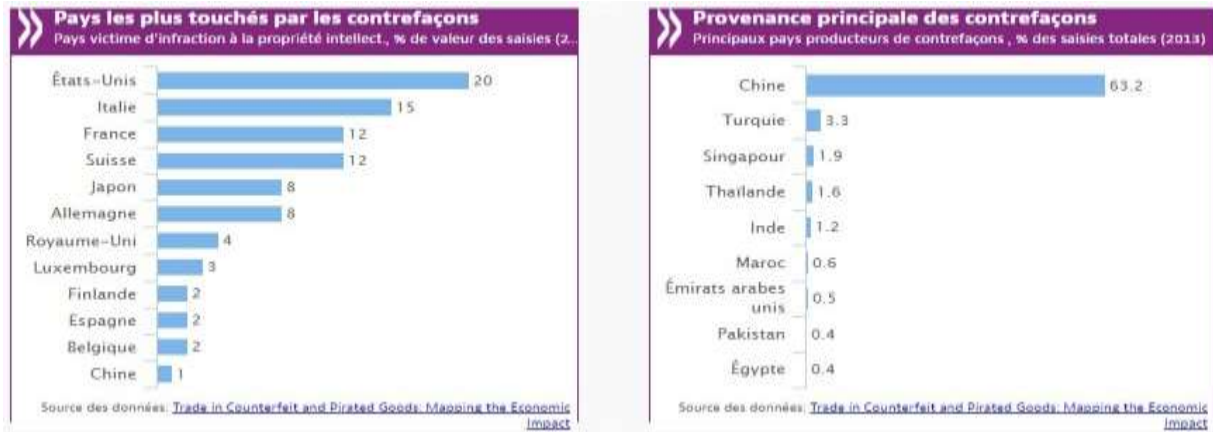 Pays les plus touchés par les contrefaçons
Pays victime d'infraction à la propriété intellect., % de valeur des saisies (2...
États-Unis 20
Italie 15
France 12
Suisse 12
Japon 8
Allemagne 8
Royaume-Uni 4
Luxembourg 3
Finlande 2
Espagne 2
Belgique 2
Chine 1
Source des données: Trade in Counterfeit and Pirated Goods: Mapping the Economic
Impact
Provenance principale des contrefaçons
Principaux pays producteurs de contrefaçons , % des saisies totales (2013)
Chine 63.2
Turquie 3.3
Singapour 1.9
Thaïlande 1.6
Inde 1.2
Maroc 0.6
Émirats arabes
unis 0.5
Pakistan 0.4
Égypte 0.4
Source des données: Trade in Counterfeit and Pirated Goods: Mapping the Economic
Impact